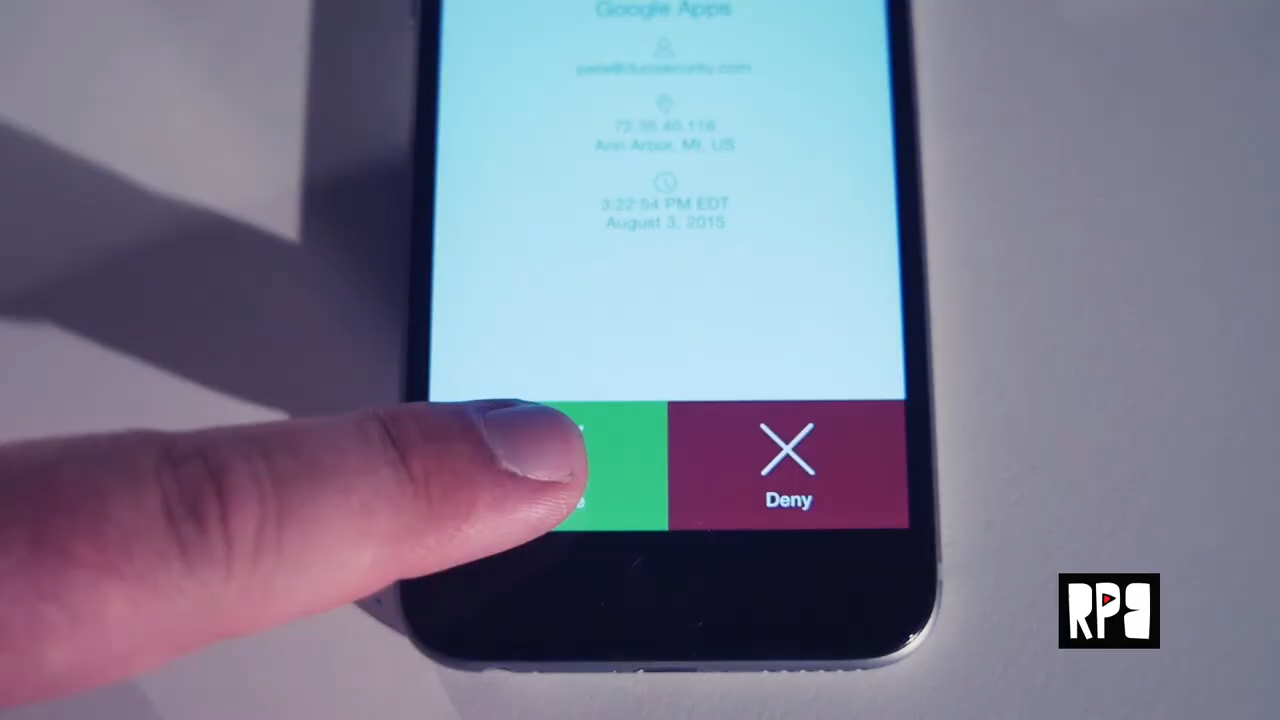 Google Apps
72.35.40.116
Ann Arbor, MI, US
3:22:54 PM EDT
August 3, 2015
e
Deny
RPB